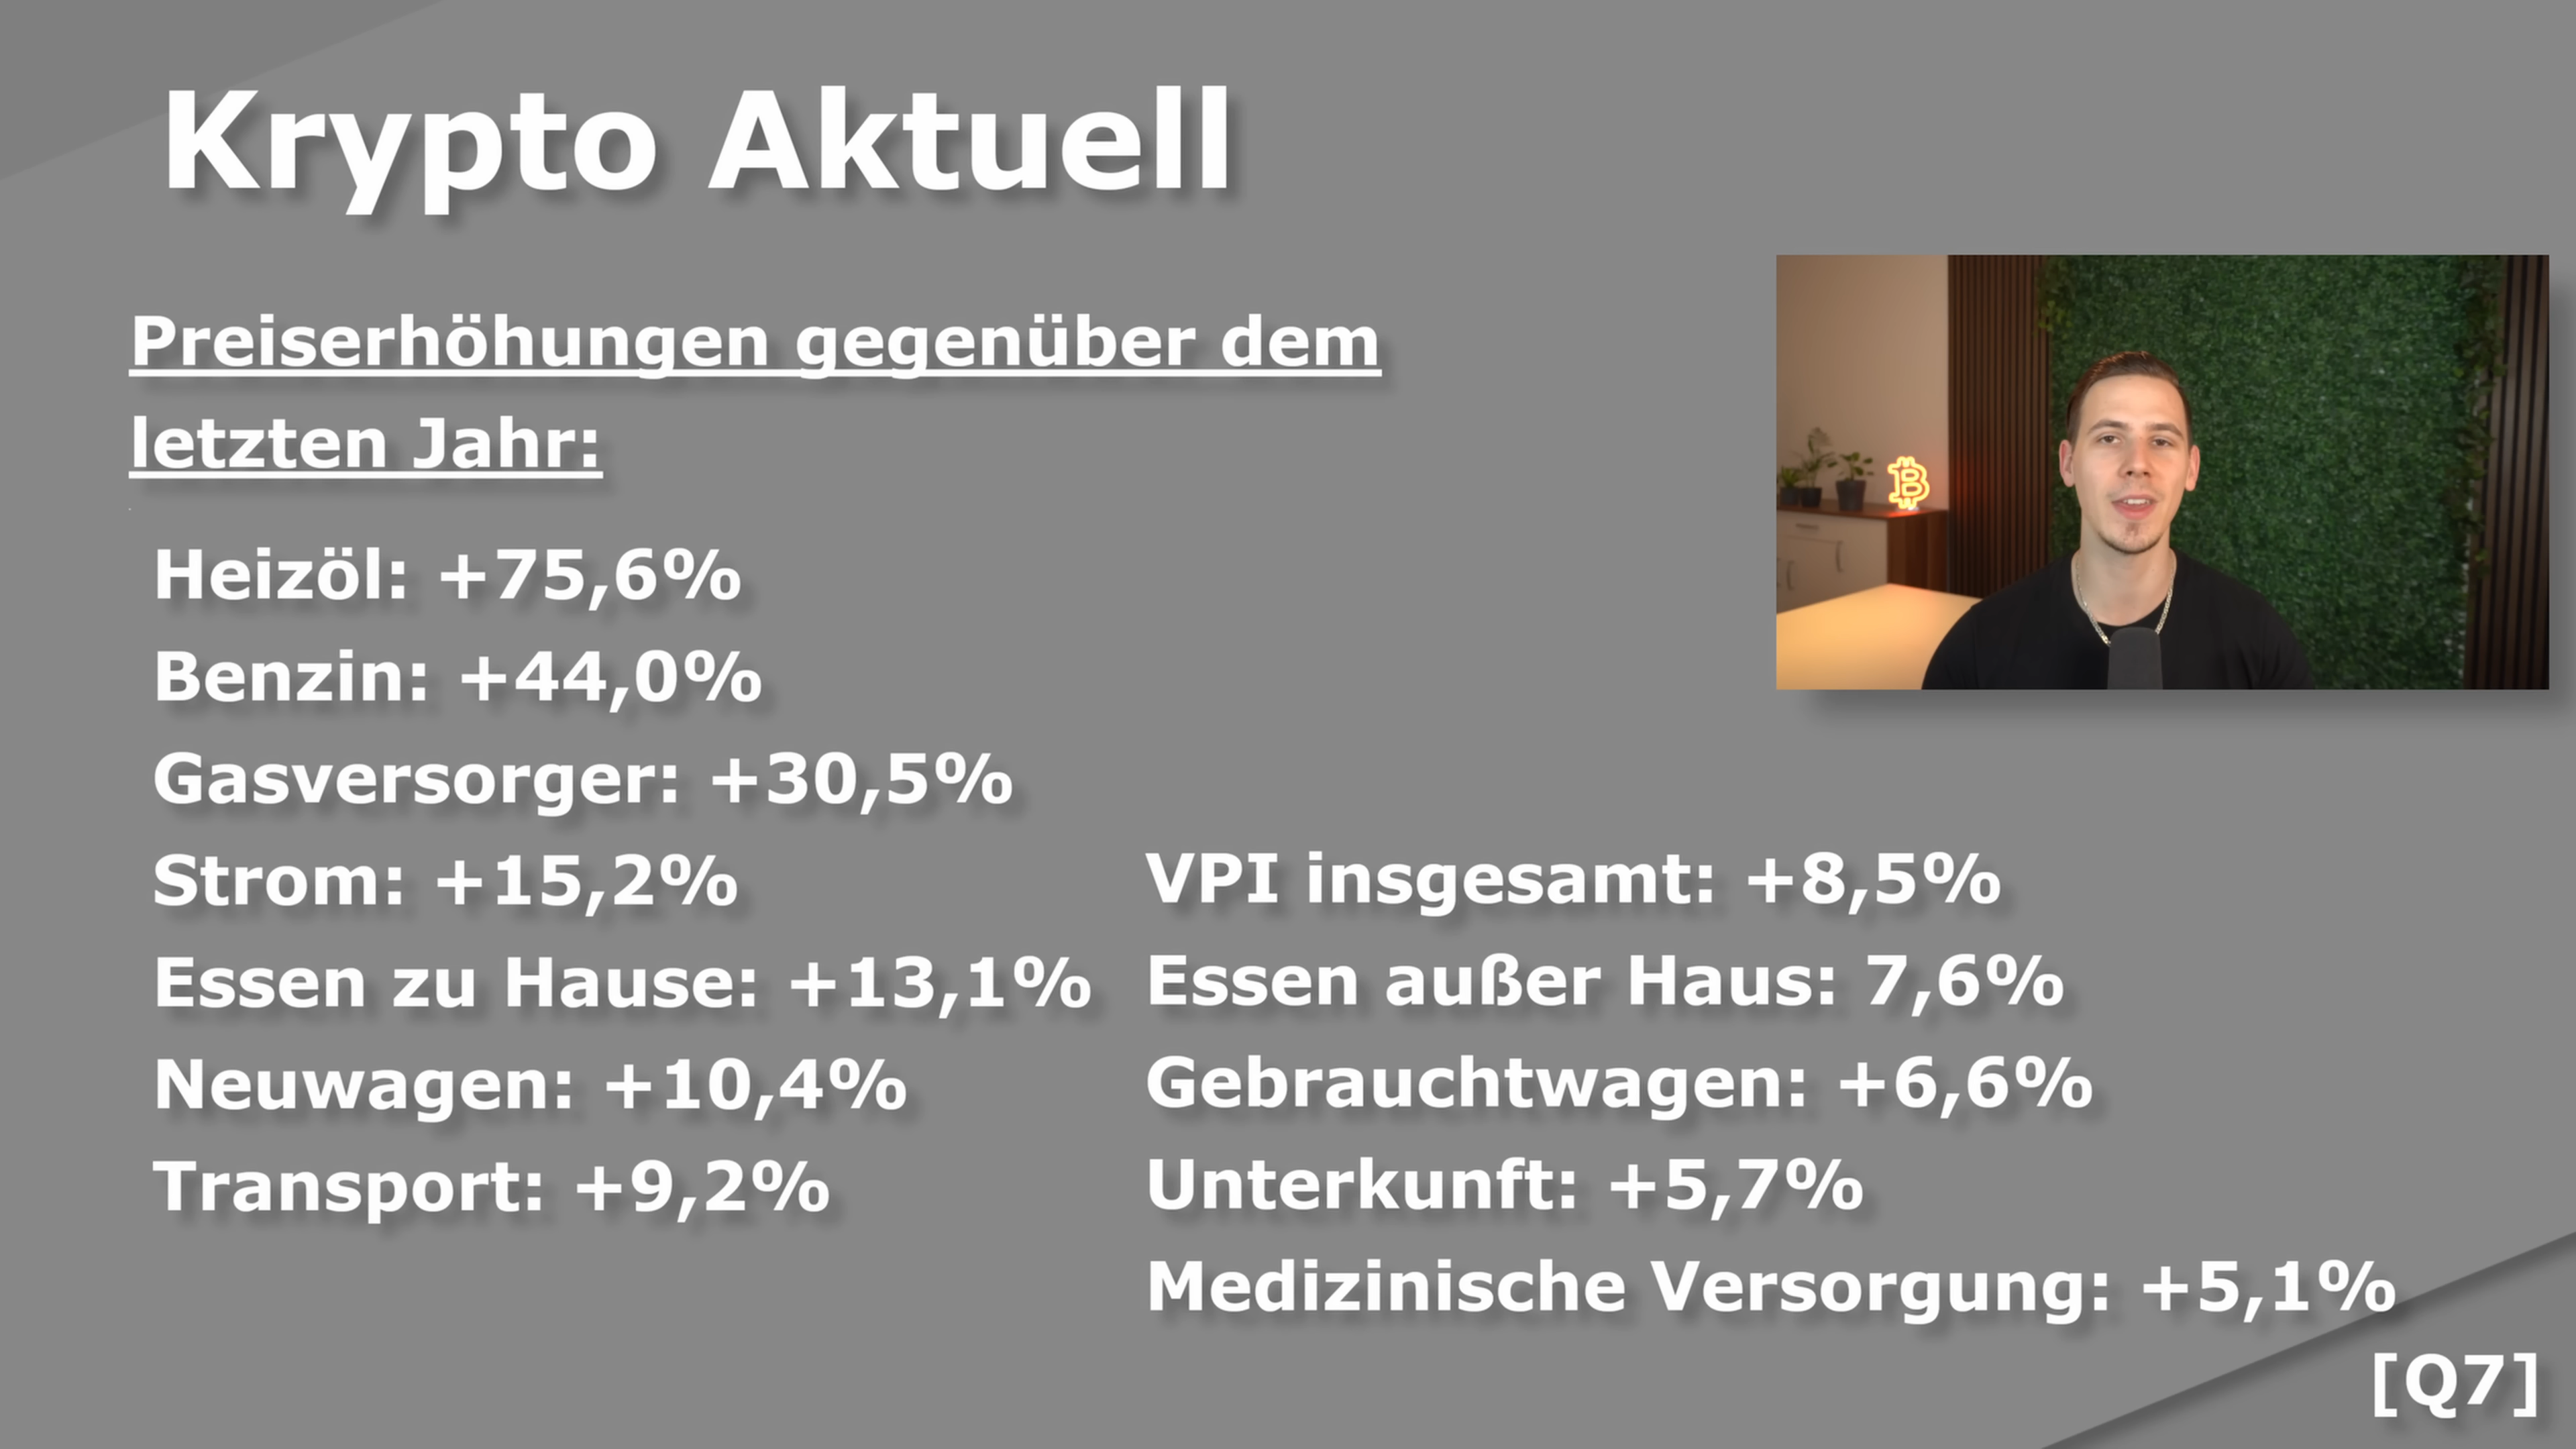 Krypto Aktuell
Preiserhöhungen gegenüber dem
letzten Jahr:
Heizöl: +75,6%
Benzin: +44,0%
Gasversorger: +30,5%
Strom: +15,2%
Essen zu Hause: +13,1%
Neuwagen: +10,4%
Transport: +9,2%
VPI insgesamt: +8,5%
Essen außer Haus: 7,6%
Gebrauchtwagen: +6,6%
Unterkunft: +5,7%
Medizinische Versorgung: +5,1%
[Q7]